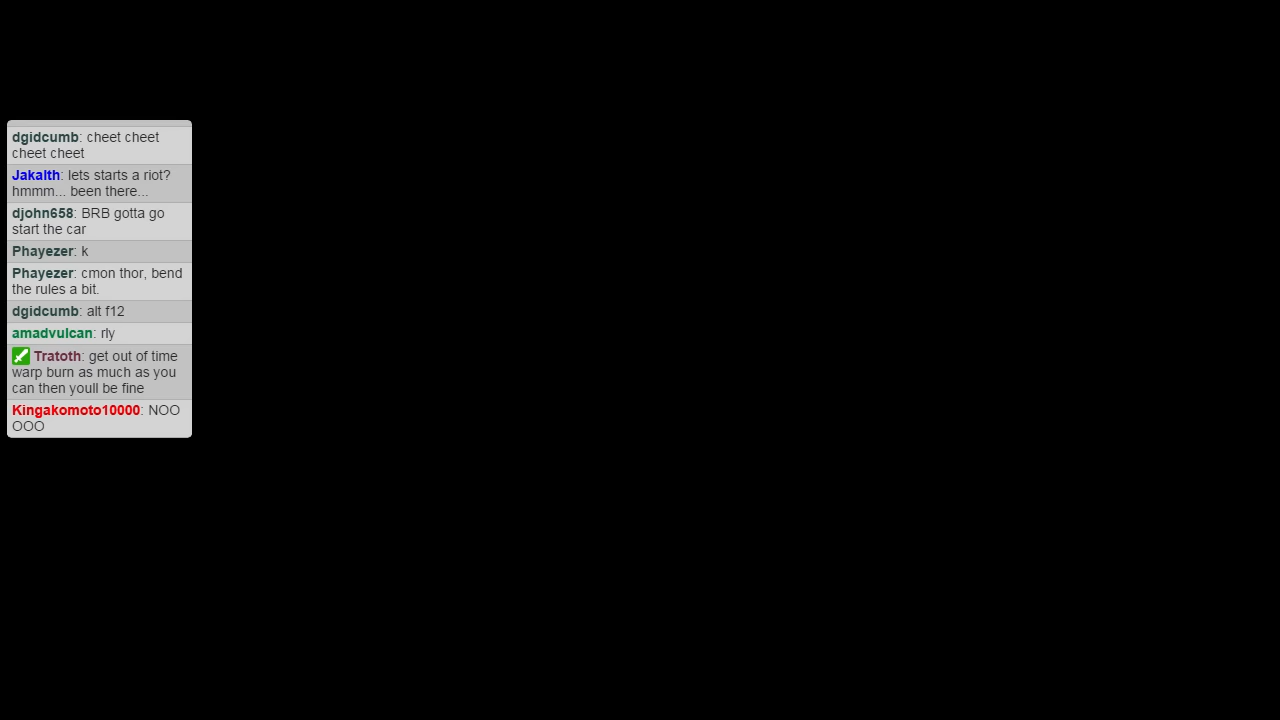 dgidcumb: cheet cheet
cheet cheet
Jakalth: lets starts a riot?
hmmm... been there...
djohn658: BRB gotta go
start the car
Phayezer: k
Phayezer: cmon thor, bend
the rules a bit.
dgidcumb: alt f12
amadvulcan: rly
Tratoth: get out of time
warp burn as much as you
can then youll be fine
Kingakomoto10000: NOO
OOO